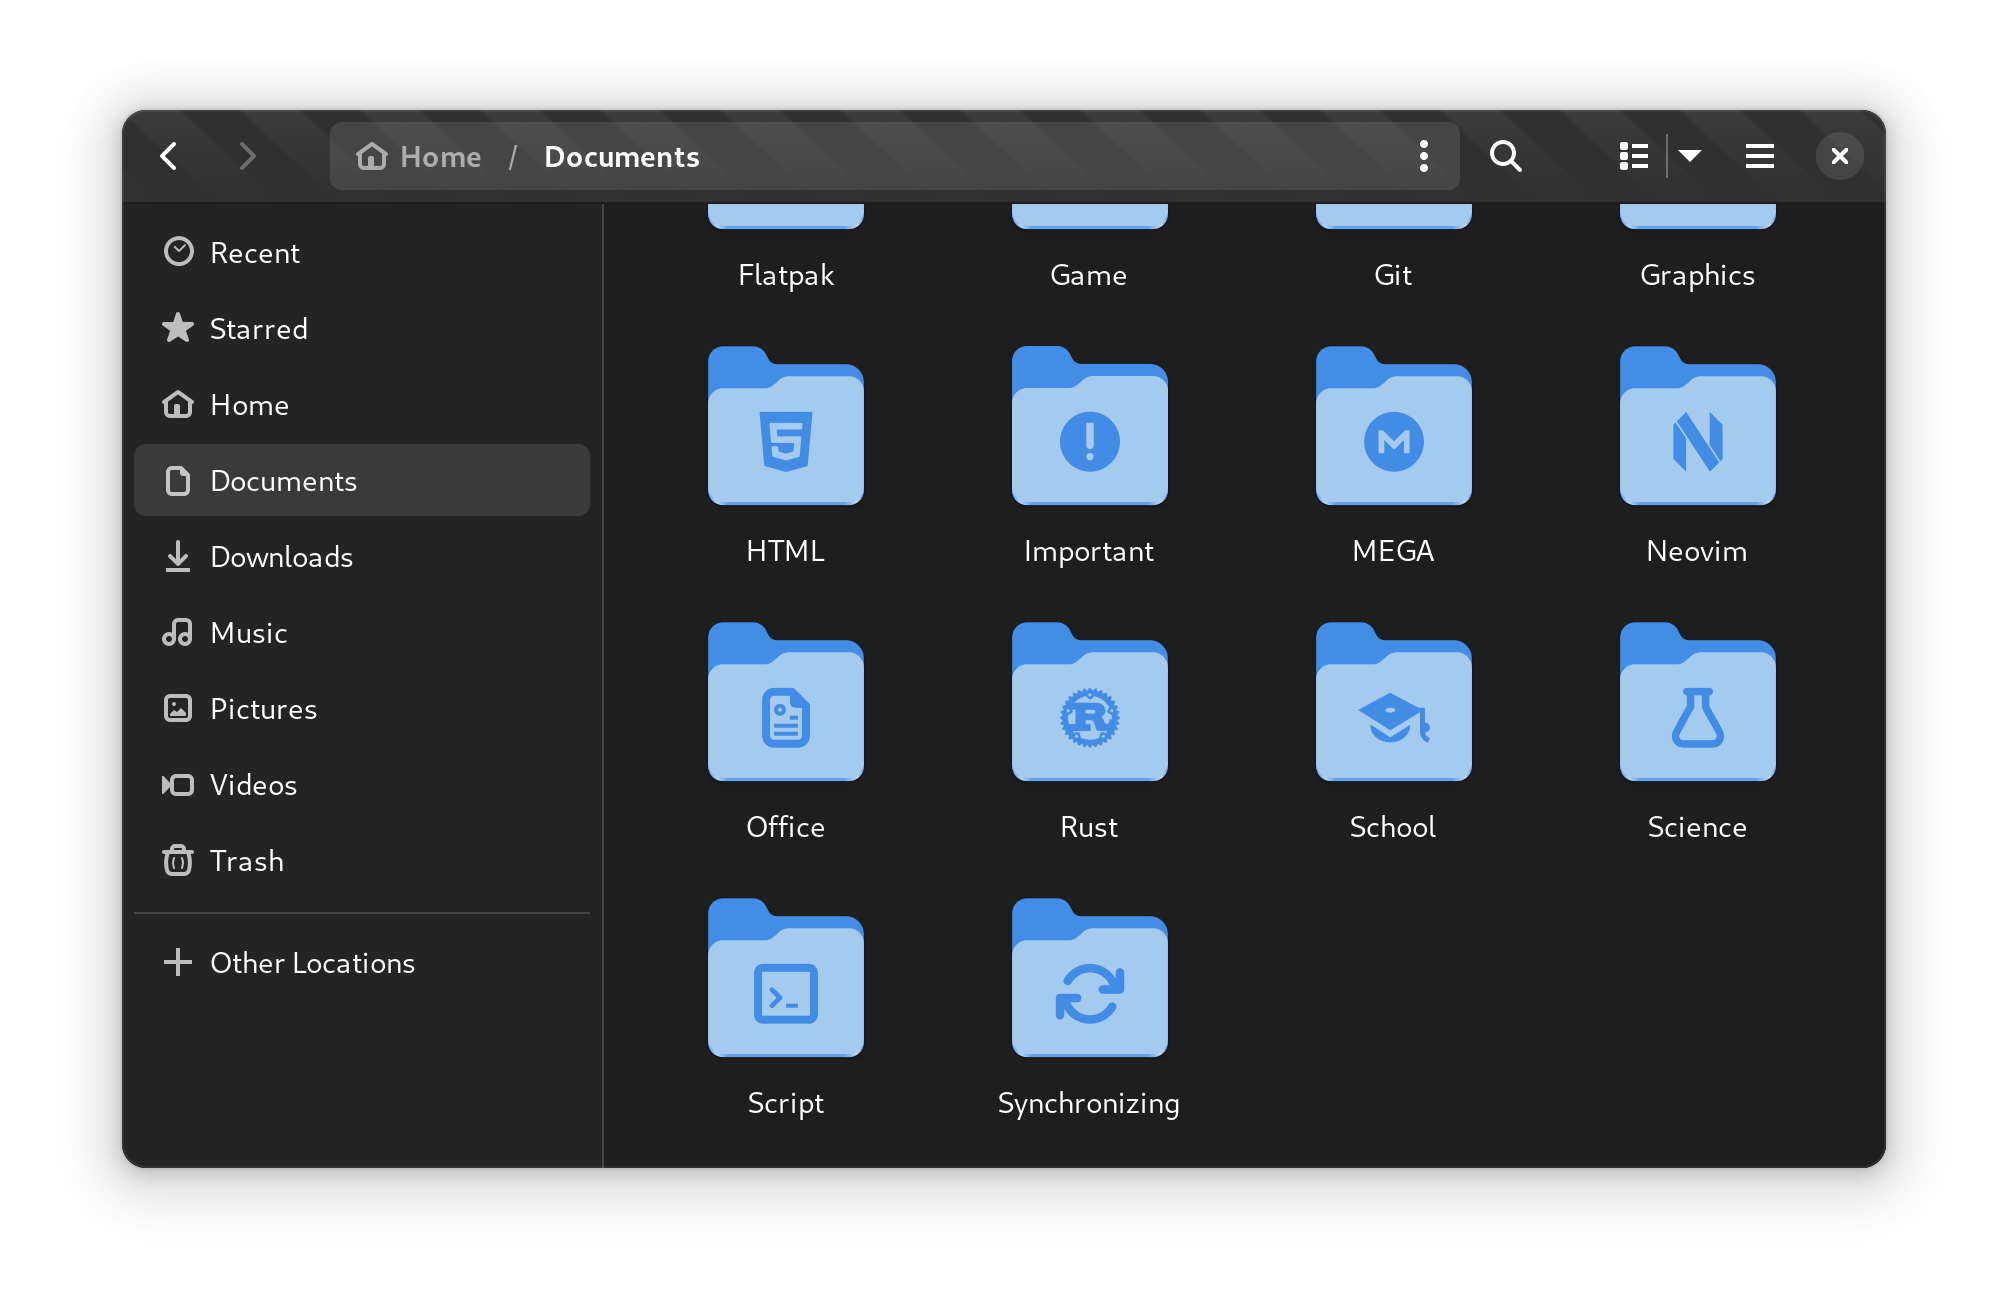 Home / Documents
Recent
Starred
Home
Documents
Downloads
Music
Pictures
Videos
Trash
Other Locations
Flatpak Game Git Graphics
HTML Important MEGA Neovim
Office Rust School Science
Script Synchronizing